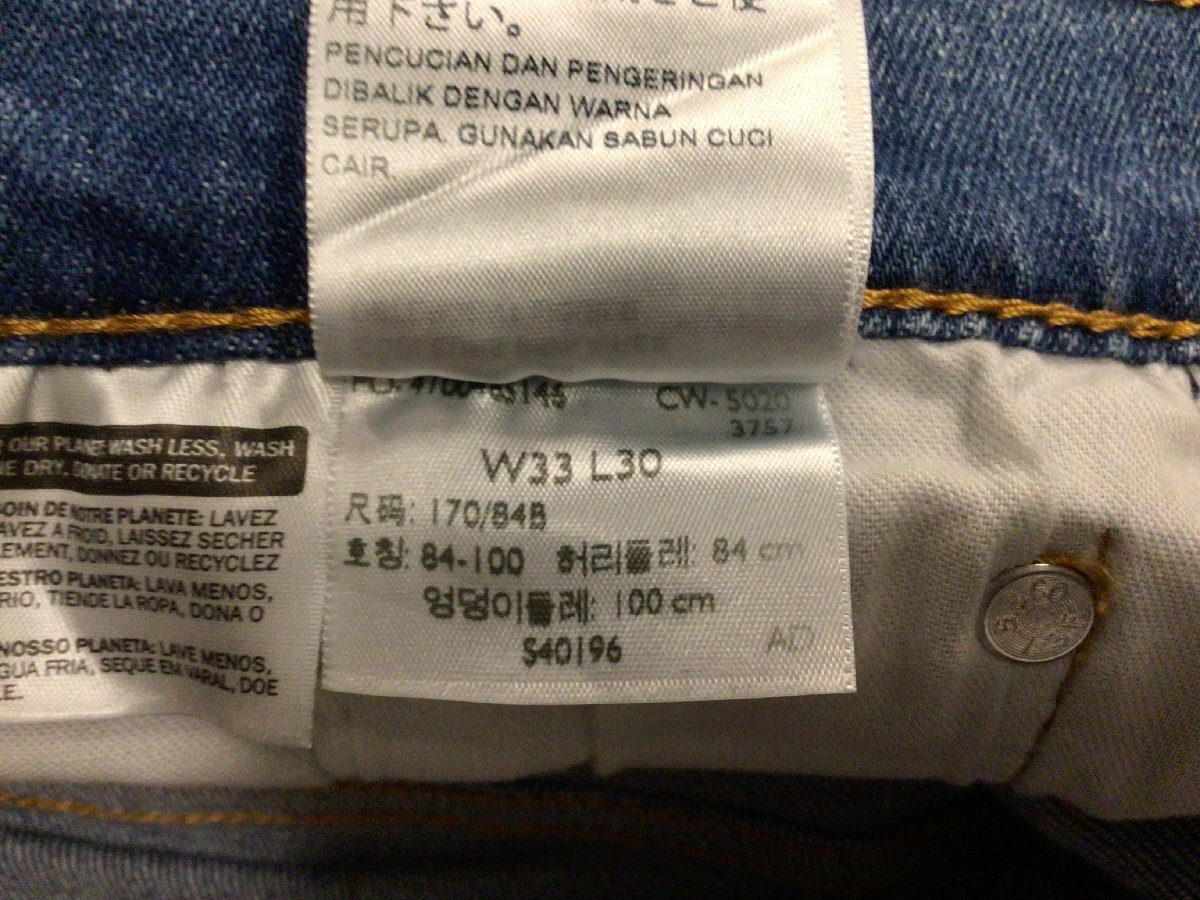 用下さい。
PENCUCIAN DAN PENGERINGAN
DIBALIK DENGAN WARNA
SERUPA. GUNAKAN SABUN CUCI
CAIR.
CW- 5020
3757
W33 L30
尺码: 170/84B
호칭: 84-100 허리둘레: 84 cm
엉덩이둘레: 100 cm
S40196 AD
OUR PLANET: WASH LESS, WASH
DRY, DONATE OR RECYCLE
SOIN DE NOTRE PLANETE: LAVEZ
LAVEZ A FROID, LAISSEZ SECHER
DONNEZ OU RECYCLEZ
PLANETA: LAVA MENOS,
TIENDE LA ROPA, DONA O
NOSSO PLANETA: LAVE MENOS,
FRIA, SEQUE EM VARAL, DOE